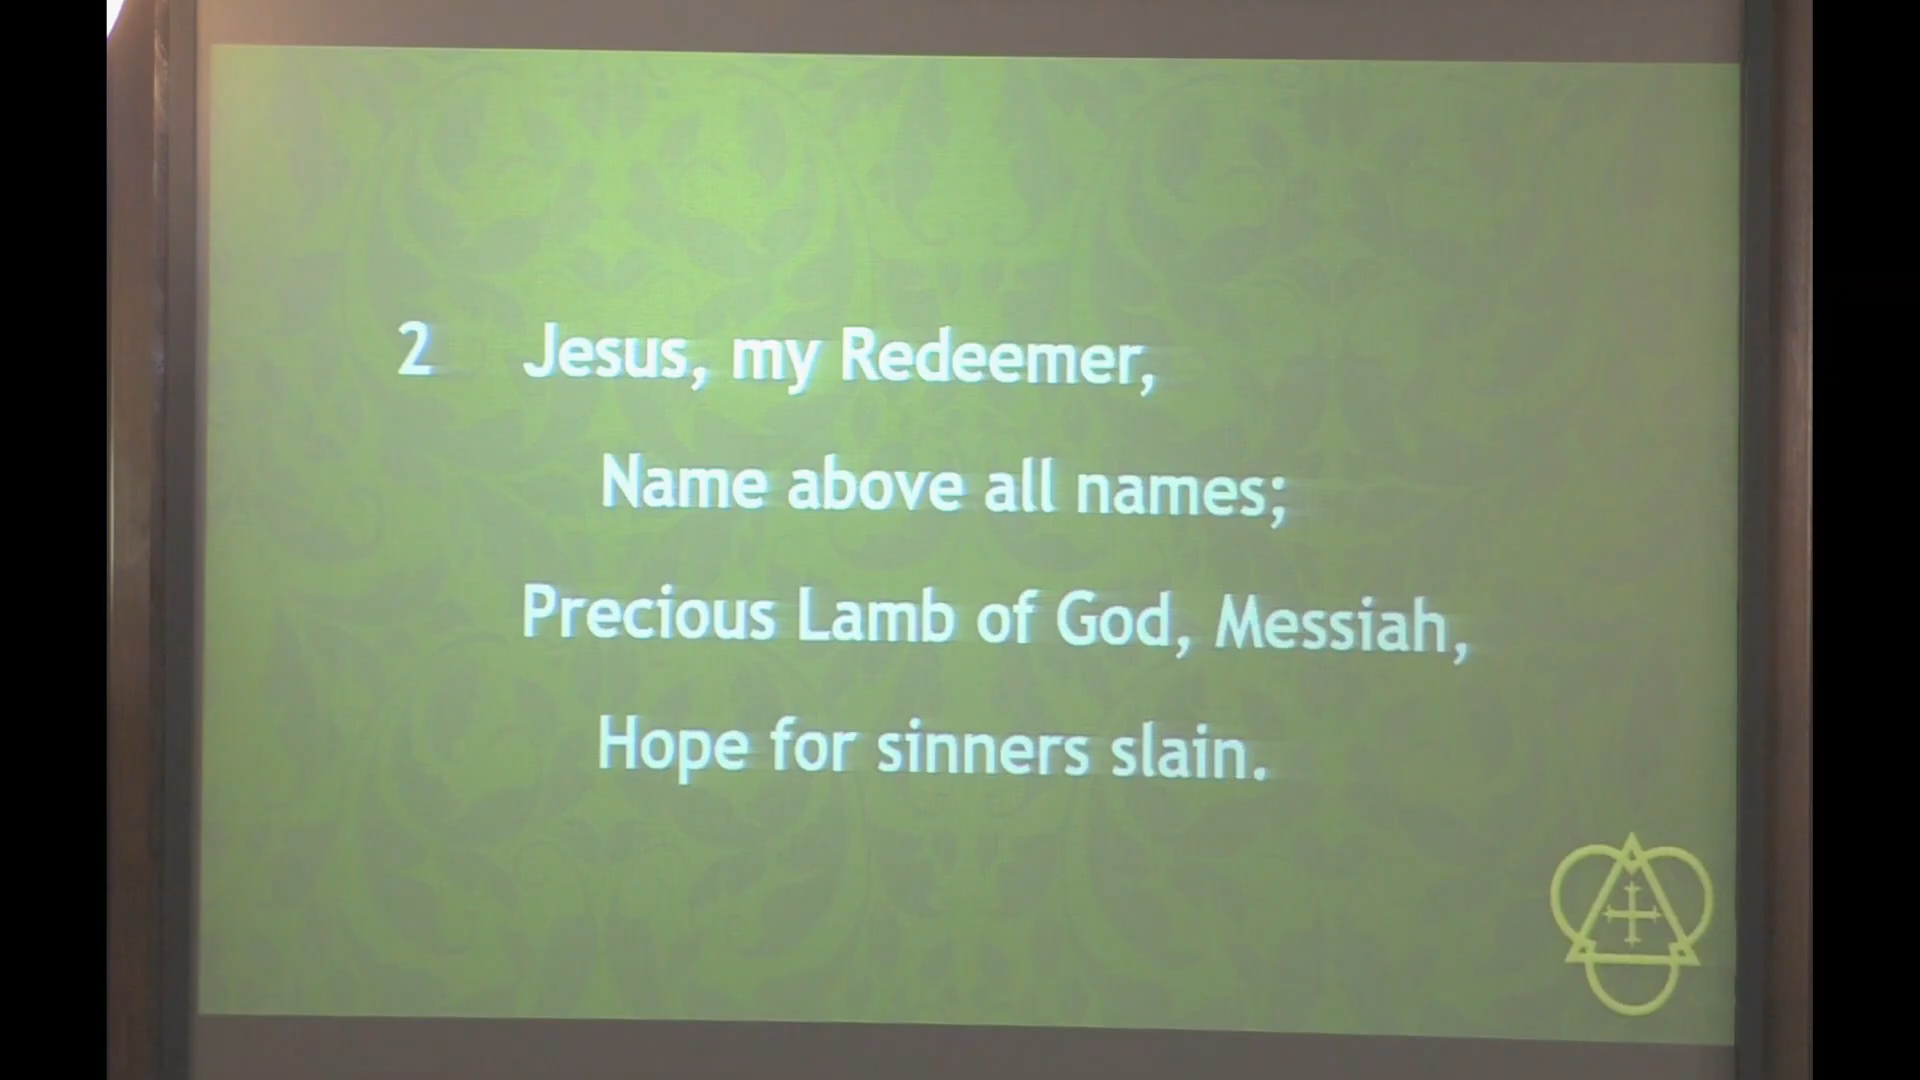 2 Jesus, my Redeemer,
Name above all names;
Precious Lamb of God, Messiah,
Hope for sinners slain.